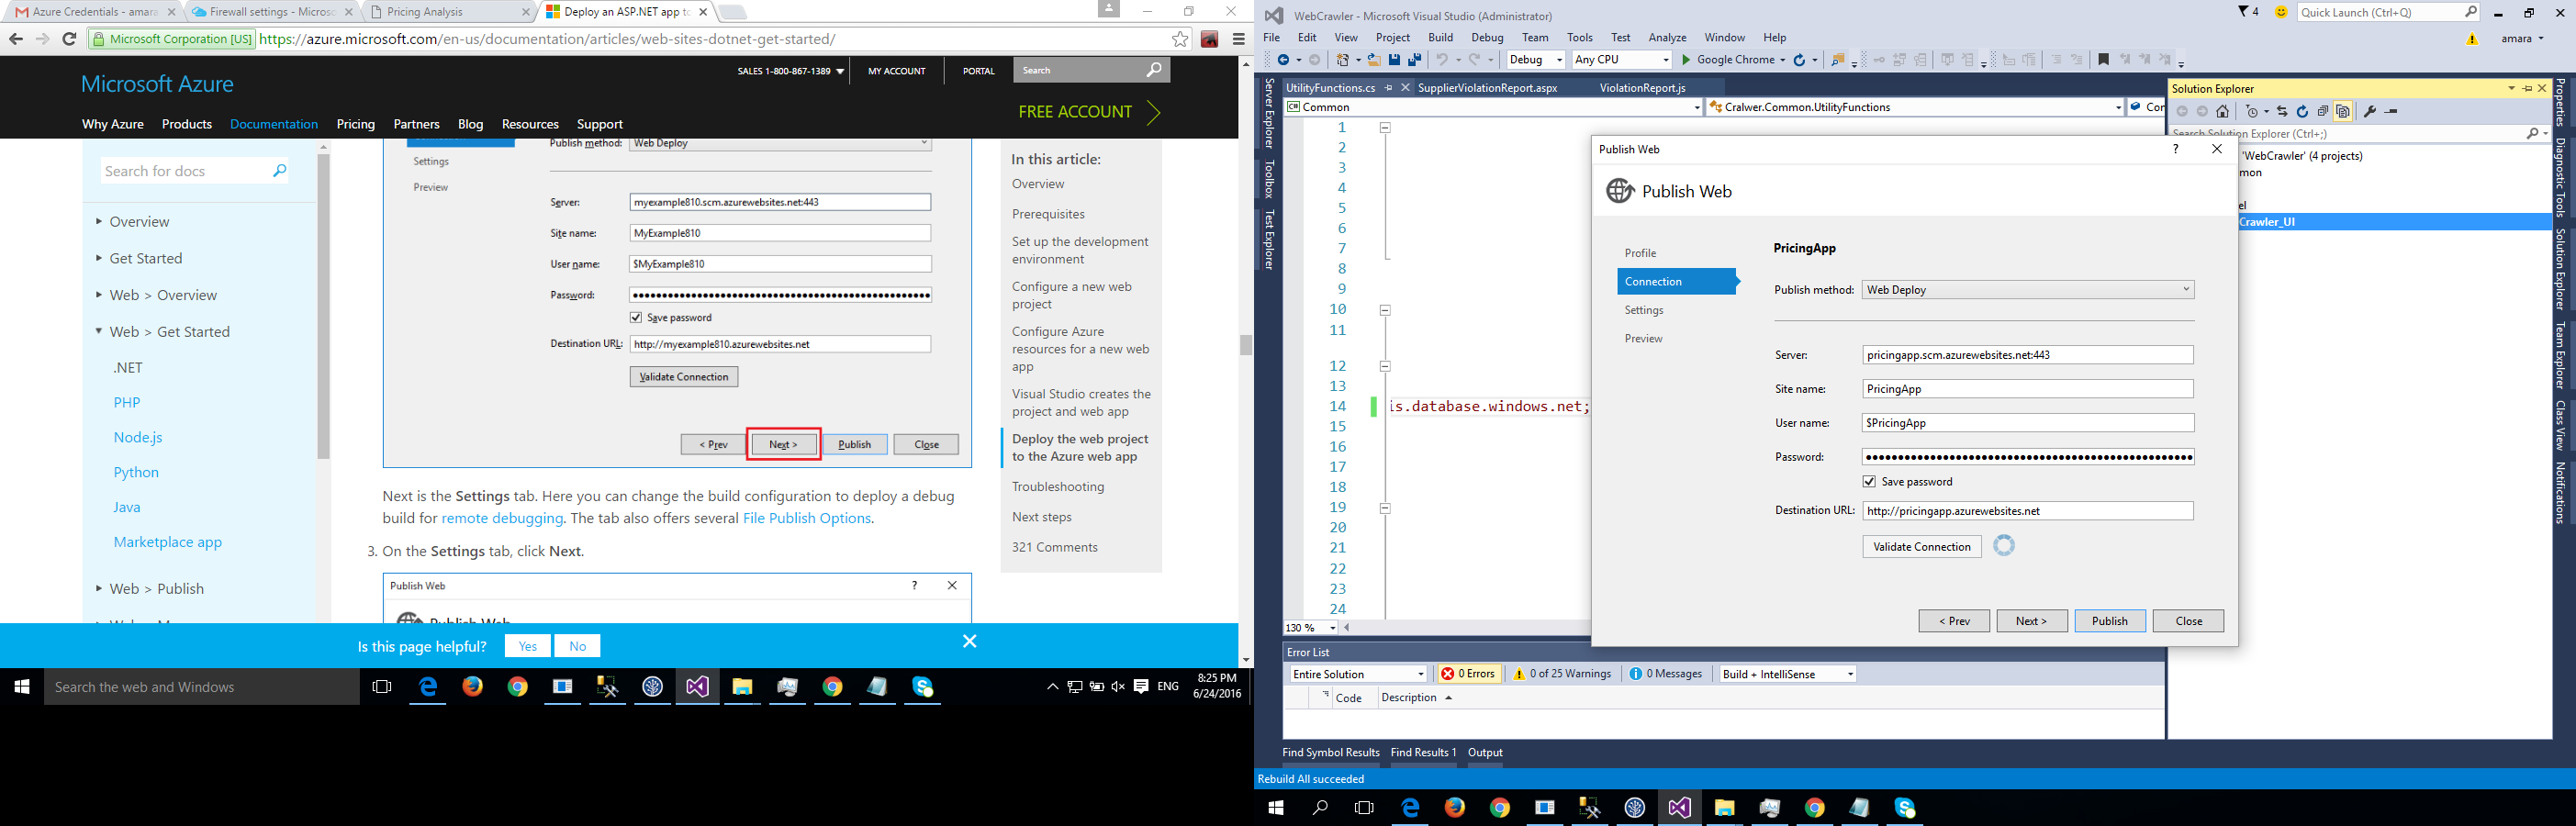 Azure Credentials - amara
Firewall settings - Microso
Pricing Analysis
Deploy an ASP.NET app to
Microsoft Corporation [US]
https://azure.microsoft.com/en-us/documentation/articles/web-sites-dotnet-get-started/
SALES 1-800-867-1389
MY ACCOUNT
PORTAL
Search
Microsoft Azure
FREE ACCOUNT
Why Azure
Products
Documentation
Pricing
Partners
Blog
Resources
Support
Search for docs
Overview
Get Started
Web > Overview
Web > Get Started
.NET
PHP
Node.js
Python
Java
Marketplace app
Web > Publish
Publish method:
Web Deploy
Settings
Preview
Server:
myexample810.scm.azurewebsites.net:443
Site name:
MyExample810
User name:
$MyExample810
Password:
Save password
Destination URL:
http://myexample810.azurewebsites.net
Validate Connection
< Prev
Next >
Publish
Close
Next is the Settings tab. Here you can change the build configuration to deploy a debug
build for remote debugging. The tab also offers several File Publish Options.
3. On the Settings tab, click Next.
Publish Web
?
Publish Web
In this article:
Overview
Prerequisites
Set up the development
environment
Configure a new web
project
Configure Azure
resources for a new web
app
Visual Studio creates the
project and web app
Deploy the web project
to the Azure web app
Troubleshooting
Next steps
321 Comments
Is this page helpful?
Yes
No
Search the web and Windows
ENG
8:25 PM
6/24/2016
WebCrawler - Microsoft Visual Studio (Administrator)
4
Quick Launch (Ctrl+Q)
File
Edit
View
Project
Build
Debug
Team
Tools
Test
Analyze
Window
Help
amara
Debug
Any CPU
Google Chrome
Server Explorer
Toolbox
Test Explorer
UtilityFunctions.cs
SupplierViolationReport.aspx
ViolationReport.js
C# Common
Cralwer.Common.UtilityFunctions
Cor
1
2
3
4
5
6
7
8
9
10
11
12
13
14
is.database.windows.net;
15
16
17
18
19
20
21
22
23
24
130 %
Publish Web
?
Publish Web
Profile
Connection
Settings
Preview
PricingApp
Publish method:
Web Deploy
Server:
pricingapp.scm.azurewebsites.net:443
Site name:
PricingApp
User name:
$PricingApp
Password:
Save password
Destination URL:
http://pricingapp.azurewebsites.net
Validate Connection
< Prev
Next >
Publish
Close
Solution Explorer
Search Solution Explorer (Ctrl+;)
'WebCrawler' (4 projects)
mon
el
Crawler_UI
Properties
Diagnostic Tools
Solution Explorer
Team Explorer
Class View
Notifications
Error List
Entire Solution
0 Errors
0 of 25 Warnings
0 Messages
Build + IntelliSense
Code
Description
Find Symbol Results
Find Results 1
Output
Rebuild All succeeded